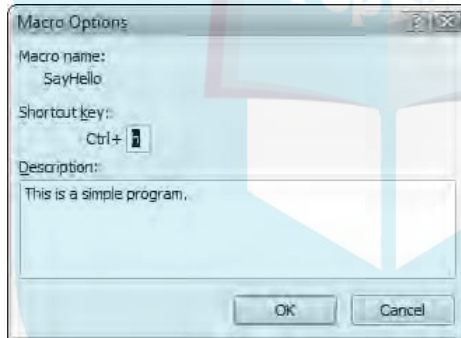 Macro Options
Macro name:
SayHello
Shortcut key:
Ctrl+
Description:
This is a simple program.
OK
Cancel